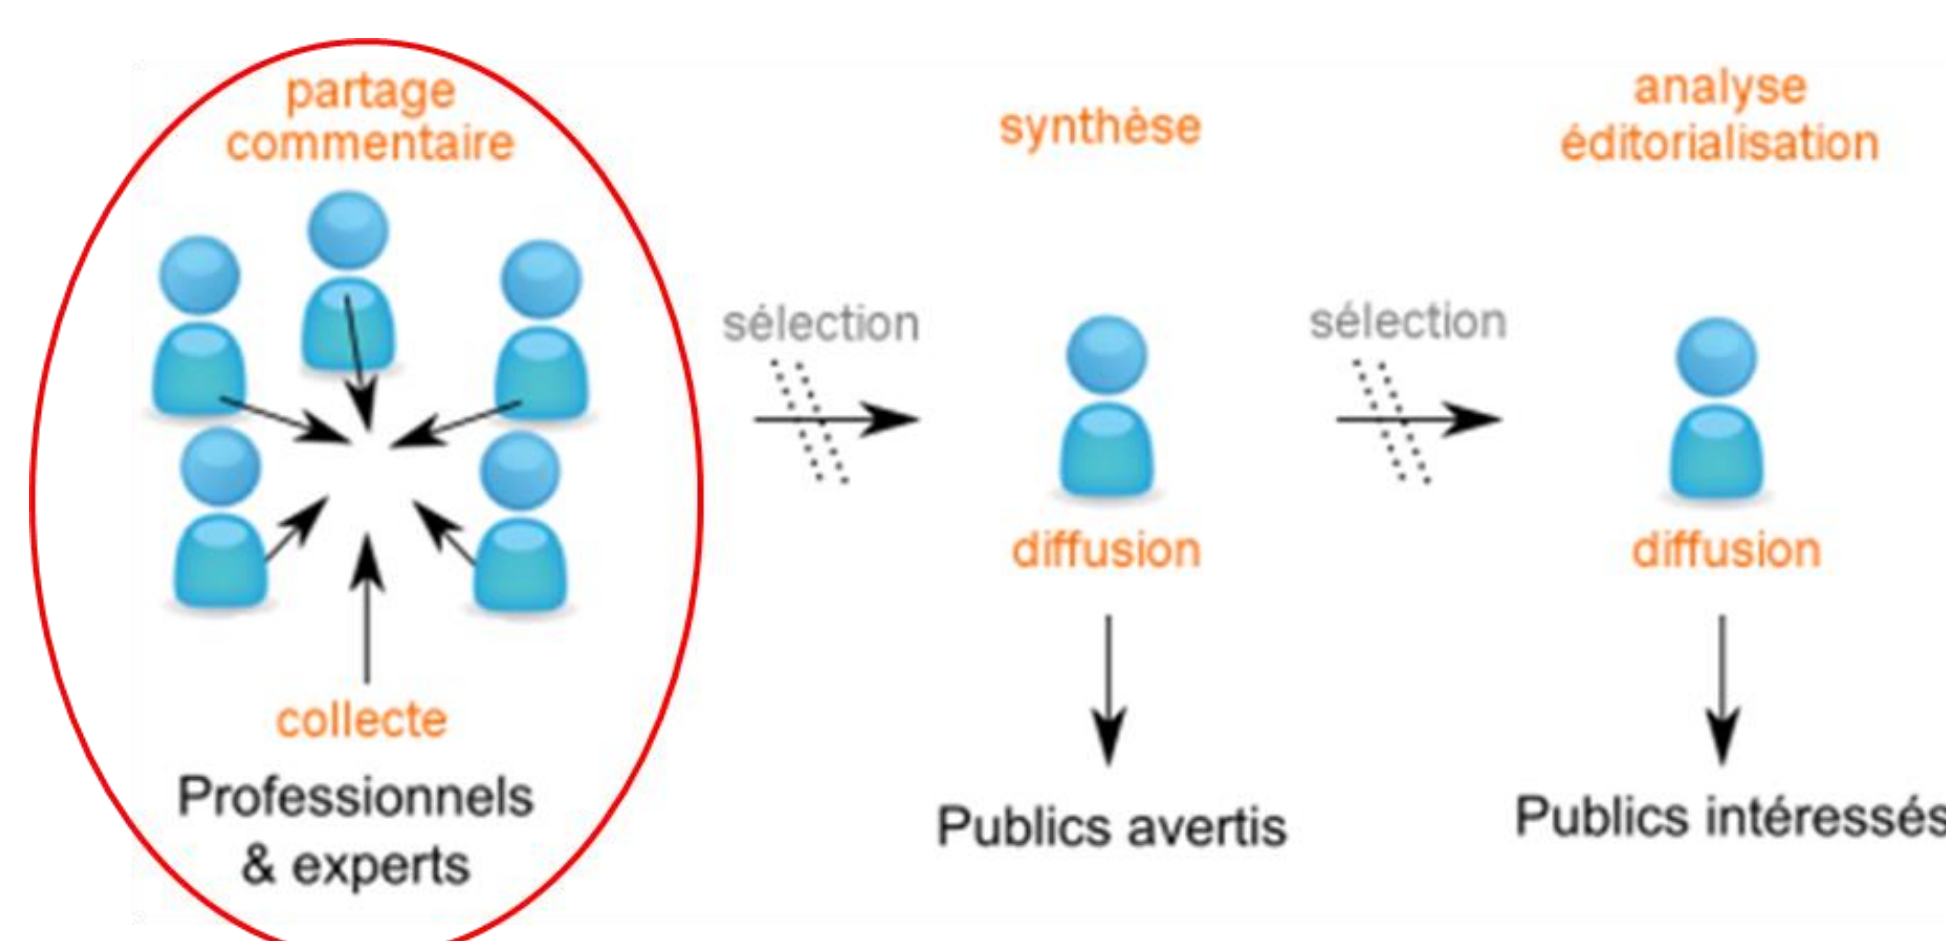 partage
commentaire
collecte
Professionnels
& experts
sélection
synthèse
diffusion
Publics avertis
sélection
analyse
éditorialisation
diffusion
Publics intéressés